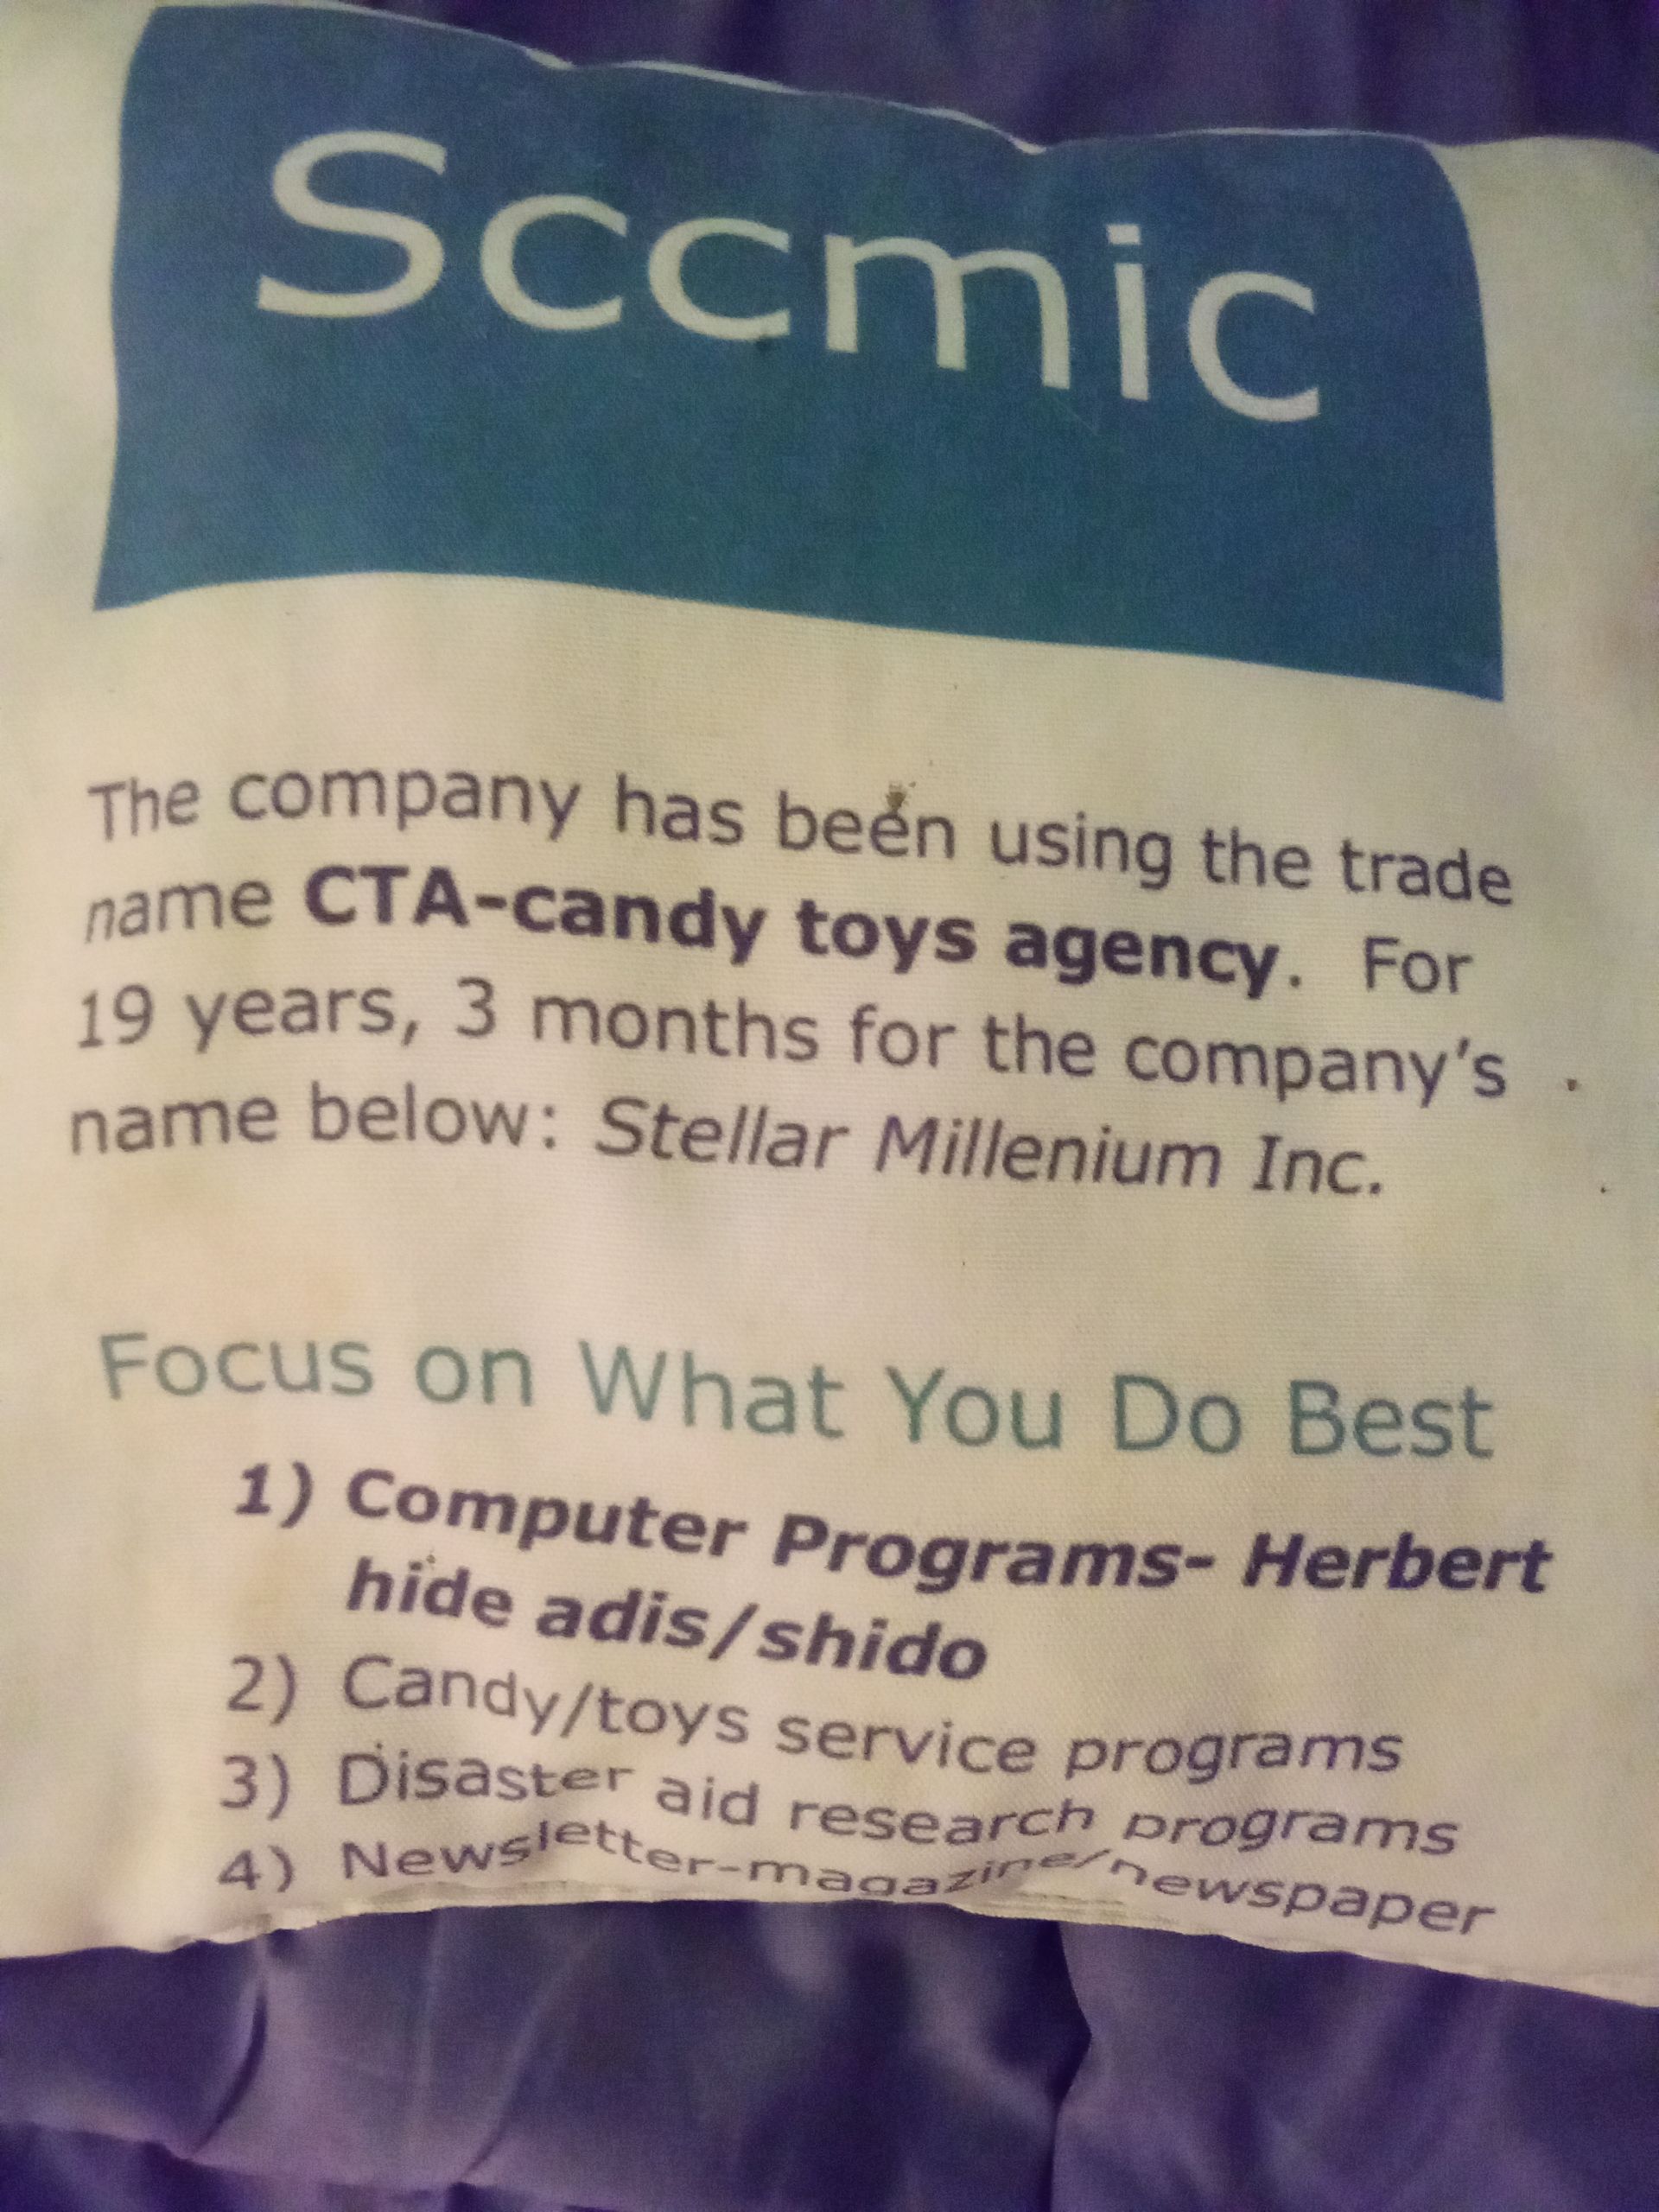 Sccmic
The company has been using the trade
name CTA-candy toys agency.  For
19 years, 3 months for the company's
name below: Stellar Millenium Inc.
Focus on What You Do Best
1) Computer Programs- Herbert
hide adis/shido
2) Candy/toys service programs
3) Disaster aid research programs
4) Newsletter-magazine/newspaper